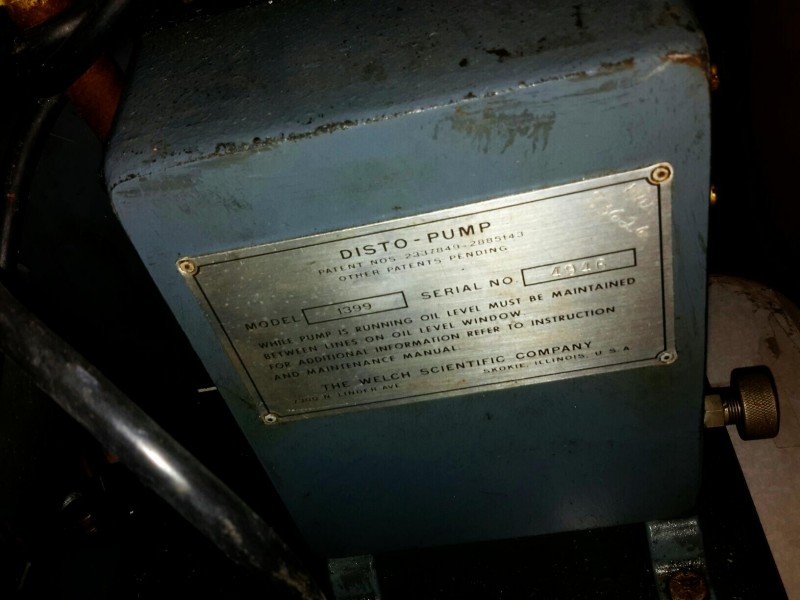 DISTO-PUMP
PATENT NOS. 2337849-2885143
OTHER PATENTS PENDING
MODEL 1399 SERIAL NO.
WHILE PUMP IS RUNNING OIL LEVEL MUST BE MAINTAINED
BETWEEN LINES ON OIL LEVEL WINDOW.
FOR ADDITIONAL INFORMATION REFER TO INSTRUCTION
AND MAINTENANCE MANUAL.
THE WELCH SCIENTIFIC COMPANY
N. LINDER AVE. SKOKIE, ILLINOIS, U.S.A.